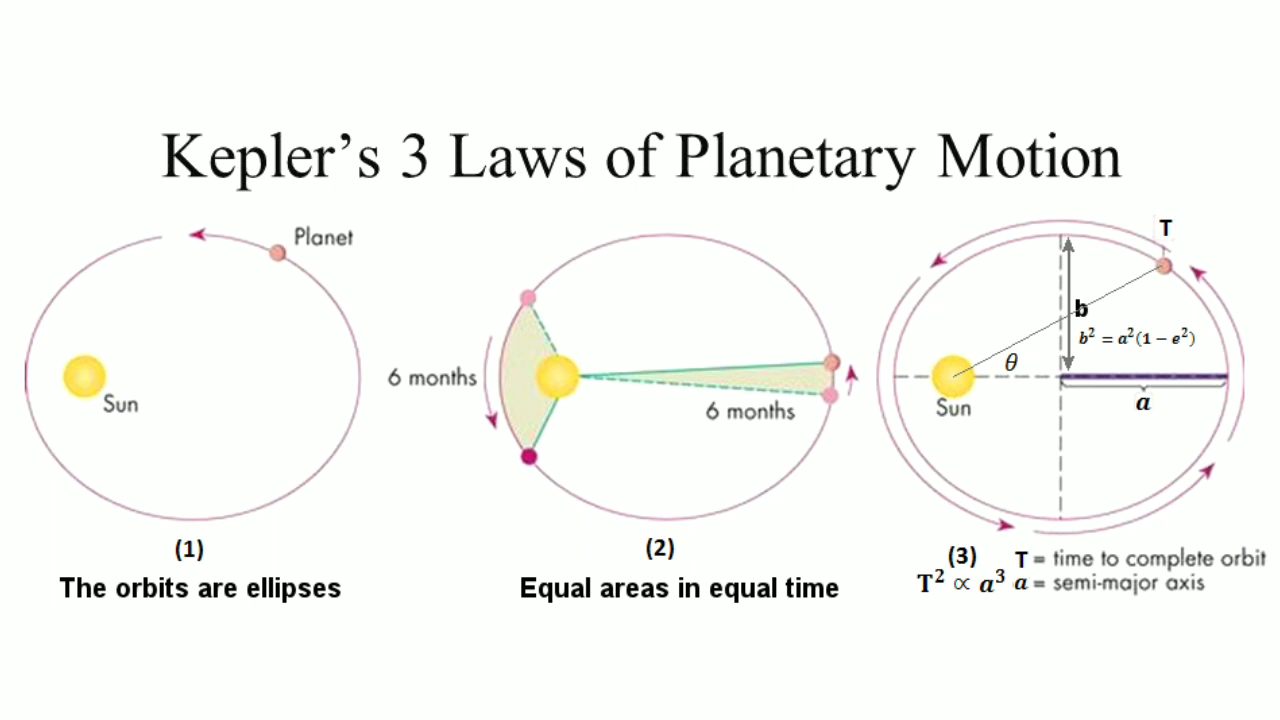 Kepler’s 3 Laws of Planetary Motion
Planet
Sun
(1)
The orbits are ellipses
6 months
6 months
(2)
Equal areas in equal time
T
b
b² = a²(1 − e²)
θ
Sun
a
(3) T = time to complete orbit
T² ∝ a³ a = semi-major axis